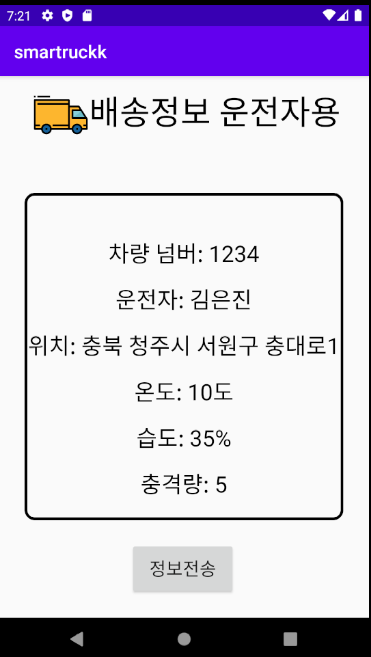 7:21
smartruckk
배송정보 운전자용
차량 넘버: 1234
운전자: 김은진
위치: 충북 청주시 서원구 충대로1
온도: 10도
습도: 35%
충격량: 5
정보전송